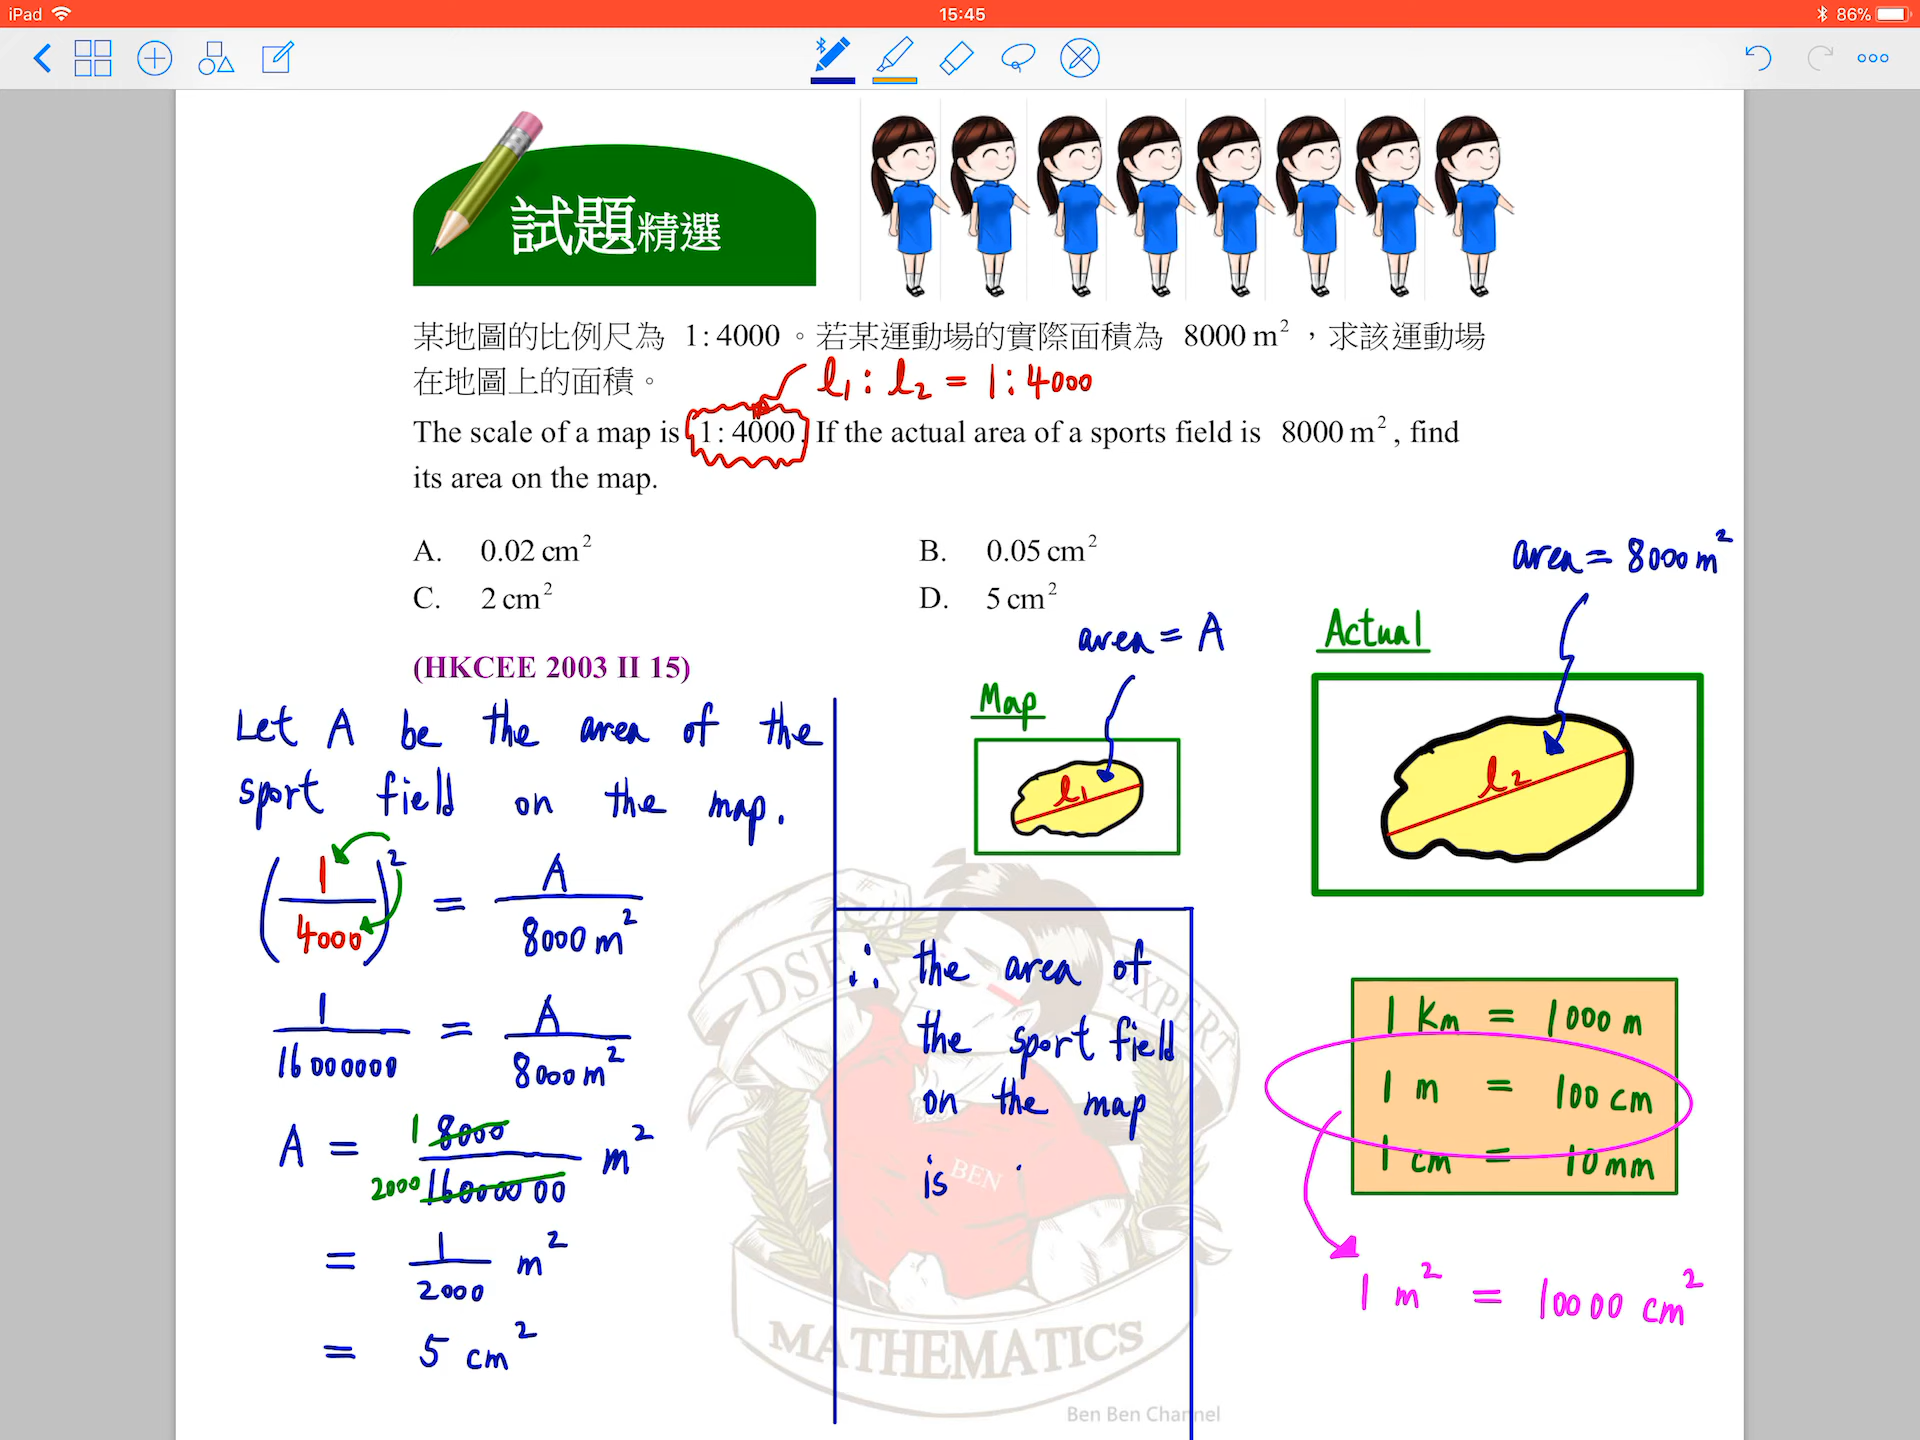 iPad 15:45 86%
試題精選
某地圖的比例尺為 1:4000。若某運動場的實際面積為 8000 m²，求該運動場
在地圖上的面積。
l₁ : l₂ = 1 : 4000
The scale of a map is 1:4000. If the actual area of a sports field is 8000 m², find
its area on the map.
A. 0.02 cm² B. 0.05 cm²
C. 2 cm² D. 5 cm²
(HKCEE 2003 II 15)
Let A be the area of the
sport field on the map.
(1/4000)² = A/8000 m²
1/16000000 = A/8000 m²
A = 8000/16000000 m²
1
2000
= 1/2000 m²
= 5 cm²
area = A
Map
l₁
area = 8000 m²
Actual
l₂
∴ the area of
the sport field
on the map
is
1 Km = 1000 m
1 m = 100 cm
1 cm = 10 mm
1 m² = 10000 cm²
DSE EXPERT
BEN
MATHEMATICS
Ben Ben Channel